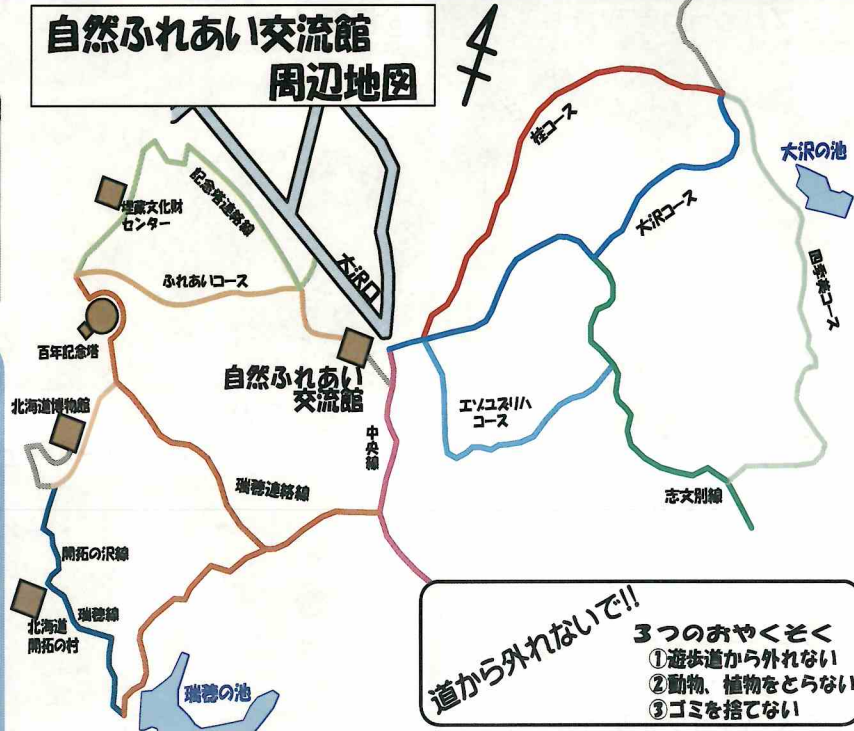 自然ふれあい交流館
周辺地図
桂コース
大沢の池
記念塔連絡線
埋蔵文化財
センター
大沢コース
ふれあいコース
大沢口
四季美コース
百年記念塔
自然ふれあい
交流館
北海道博物館
エゾユズリハ
コース
中央線
瑞穂連絡線
志文別線
開拓の沢線
瑞穂線
北海道
開拓の村
瑞穂の池
道から外れないで!!
3つのおやくそく
①遊歩道から外れない
②動物、植物をとらない
③ゴミを捨てない